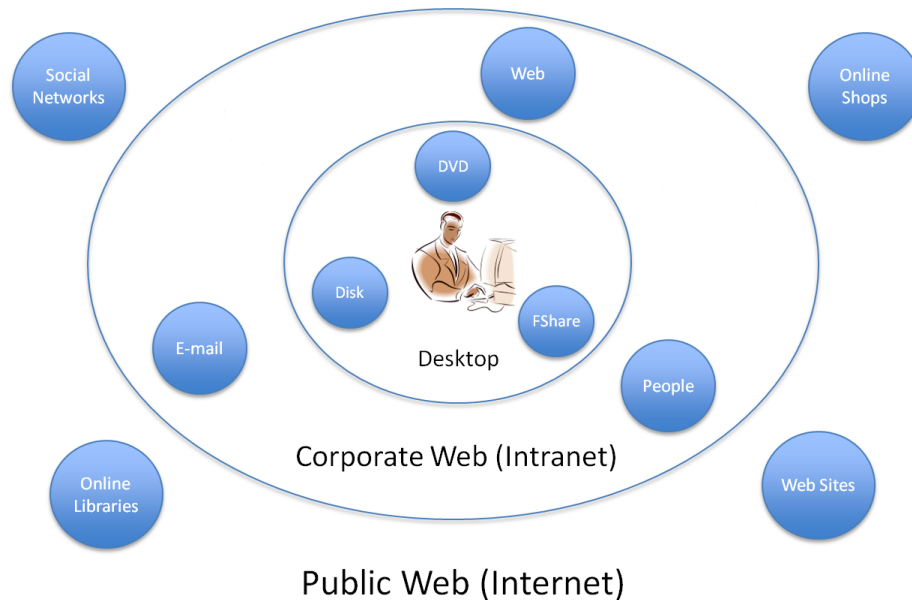 Social
Networks
Web
Online
Shops
DVD
Disk
FShare
E-mail
Desktop
People
Corporate Web (Intranet)
Online
Libraries
Web Sites
Public Web (Internet)